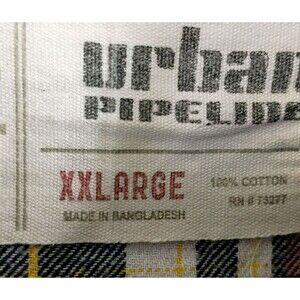 urban
PIPELINE
XXLARGE
100% COTTON
MADE IN BANGLADESH
RN # 73277